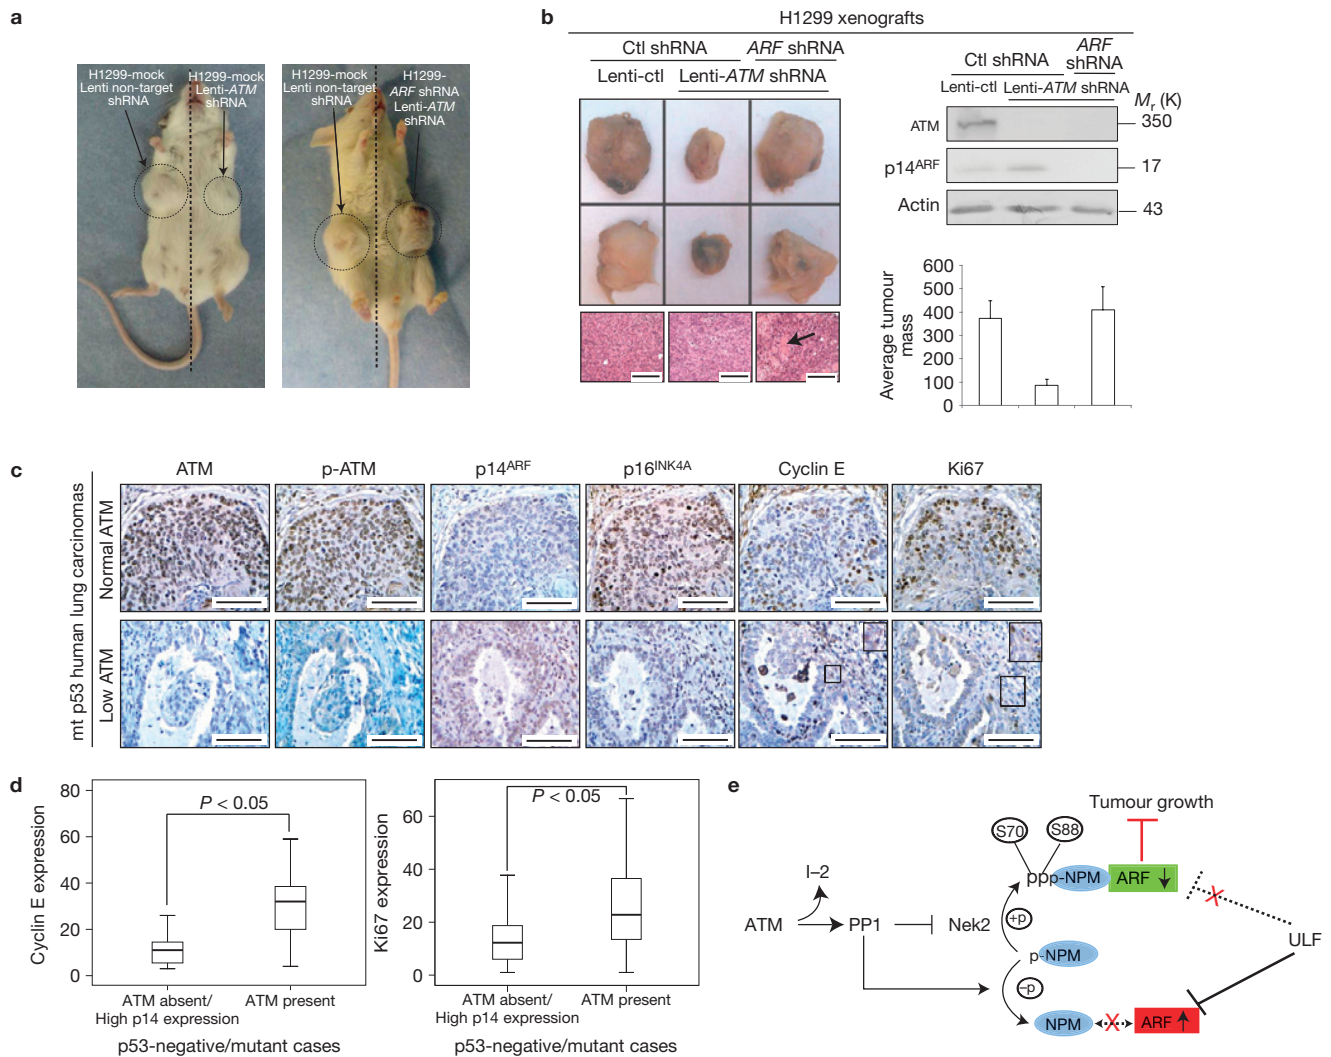 a
H1299-mock
Lenti non-target
shRNA
H1299-mock
Lenti-ATM
shRNA
H1299-mock
Lenti non-target
shRNA
H1299-
ARF shRNA
Lenti-ATM
shRNA
b
H1299 xenografts
Ctl shRNA
ARF shRNA
Lenti-ctl
Lenti-ATM shRNA
Ctl shRNA
ARF
shRNA
Lenti-ctl
Lenti-ATM shRNA
Mr (K)
ATM
350
p14ARF
17
Actin
43
Average tumour
mass
600
500
400
300
200
100
0
c
mt p53 human lung carcinomas
Normal ATM
Low ATM
ATM
p-ATM
p14ARF
p16INK4A
Cyclin E
Ki67
d
Cyclin E expression
80
60
40
20
0
P < 0.05
ATM absent/
High p14 expression
ATM present
p53-negative/mutant cases
Ki67 expression
60
40
20
0
P < 0.05
ATM absent/
High p14 expression
ATM present
p53-negative/mutant cases
e
Tumour growth
S70
S88
ppp-NPM
ARF
I–2
ATM
PP1
Nek2
+p
X
ULF
p-NPM
–p
NPM
X
ARF